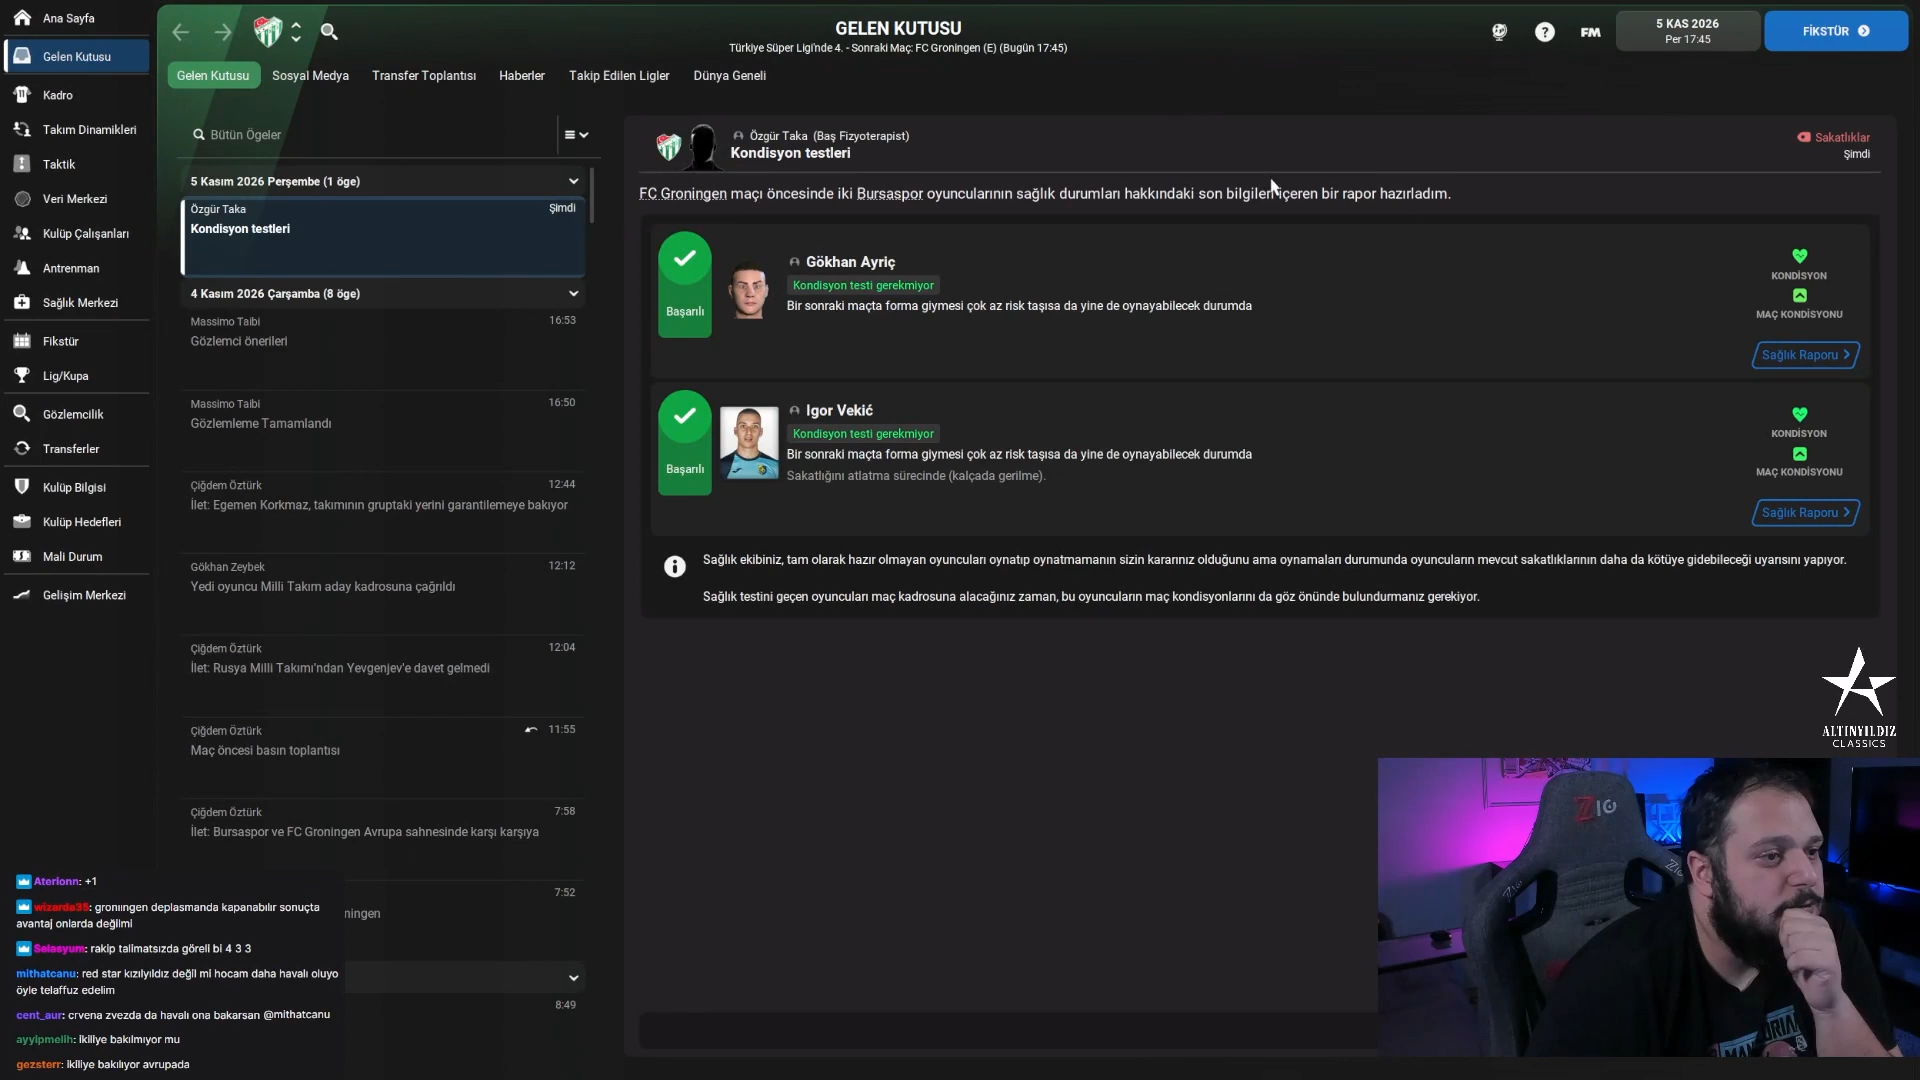 Ana Sayfa
Gelen Kutusu
Kadro
Takım Dinamikleri
Taktik
Veri Merkezi
Kulüp Çalışanları
Antrenman
Sağlık Merkezi
Fikstür
Lig/Kupa
Gözlemcilik
Transferler
Kulüp Bilgisi
Kulüp Hedefleri
Mali Durum
Gelişim Merkezi
GELEN KUTUSU
Türkiye Süper Ligi'nde 4. - Sonraki Maç: FC Groningen (E) (Bugün 17:45)
FM
5 KAS 2026
Per 17:45
FİKSTÜR
Gelen Kutusu
Sosyal Medya
Transfer Toplantısı
Haberler
Takip Edilen Ligler
Dünya Geneli
Bütün Ögeler
5 Kasım 2026 Perşembe (1 öge)
Özgür Taka
Şimdi
Kondisyon testleri
4 Kasım 2026 Çarşamba (8 öge)
Massimo Taibi
16:53
Gözlemci önerileri
Massimo Taibi
16:50
Gözlemleme Tamamlandı
Çiğdem Öztürk
12:44
İlet: Egemen Korkmaz, takımının gruptaki yerini garantilemeye bakıyor
Gökhan Zeybek
12:12
Yedi oyuncu Milli Takım aday kadrosuna çağrıldı
Çiğdem Öztürk
12:04
İlet: Rusya Milli Takımı'ndan Yevgenjev'e davet gelmedi
Çiğdem Öztürk
11:55
Maç öncesi basın toplantısı
Çiğdem Öztürk
7:58
İlet: Bursaspor ve FC Groningen Avrupa sahnesinde karşı karşıya
7:52
ningen
8:49
Özgür Taka (Baş Fizyoterapist)
Kondisyon testleri
Sakatlıklar
Şimdi
FC Groningen maçı öncesinde iki Bursaspor oyuncularının sağlık durumları hakkındaki son bilgileri içeren bir rapor hazırladım.
Başarılı
Gökhan Ayriç
Kondisyon testi gerekmiyor
Bir sonraki maçta forma giymesi çok az risk taşısa da yine de oynayabilecek durumda
KONDİSYON
MAÇ KONDİSYONU
Sağlık Raporu
Başarılı
Igor Vekić
Kondisyon testi gerekmiyor
Bir sonraki maçta forma giymesi çok az risk taşısa da yine de oynayabilecek durumda
Sakatlığını atlatma sürecinde (kalçada gerilme).
KONDİSYON
MAÇ KONDİSYONU
Sağlık Raporu
Sağlık ekibiniz, tam olarak hazır olmayan oyuncuları oynatıp oynatmamanın sizin kararınız olduğunu ama oynamaları durumunda oyuncuların mevcut sakatlıklarının daha da kötüye gidebileceği uyarısını yapıyor.
Sağlık testini geçen oyuncuları maç kadrosuna alacağınız zaman, bu oyuncuların maç kondisyonlarını da göz önünde bulundurmanız gerekiyor.
ALTINYILDIZ
CLASSICS
Aterionn: +1
wizarda35: gronıngen deplasmanda kapanabılır sonuçta
avantaj onlarda değilmi
Selasyum: rakip talimatsızda göreli bi 4 3 3
mithatcanu: red star kızılyıldız değil mi hocam daha havalı oluyo
öyle telaffuz edelim
cent_aur: crvena zvezda da havalı ona bakarsan @mithatcanu
ayyipmelih: ikiliye bakılmıyor mu
gezsterr: ikiliye bakılıyor avrupada